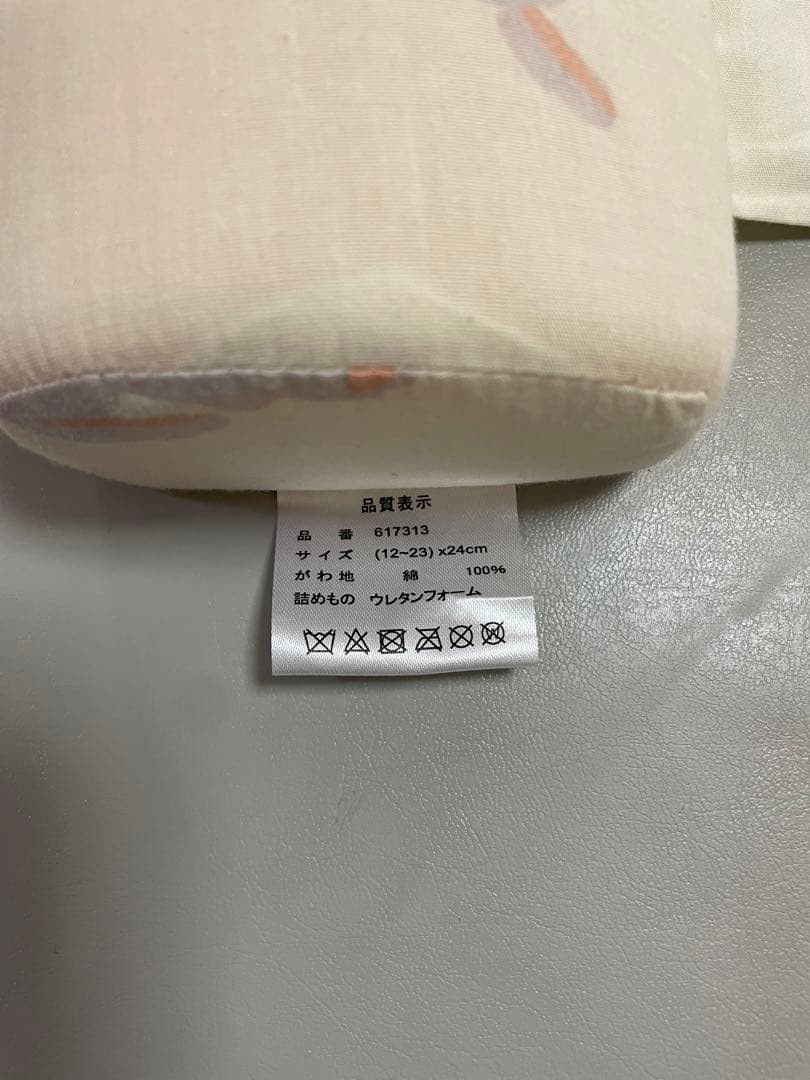 品質表示
品 番 617313
サイズ (12~23)x24cm
がわ地 綿 100%
詰めもの ウレタンフォーム